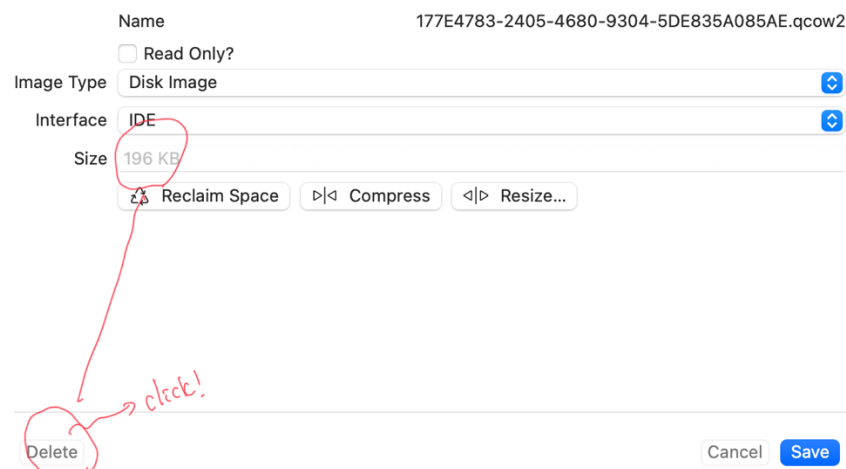 Name 177E4783-2405-4680-9304-5DE835A085AE.qcow2
Read Only?
Image Type Disk Image
Interface IDE
Size 196 KB
Reclaim Space Compress Resize...
click!
Delete Cancel Save